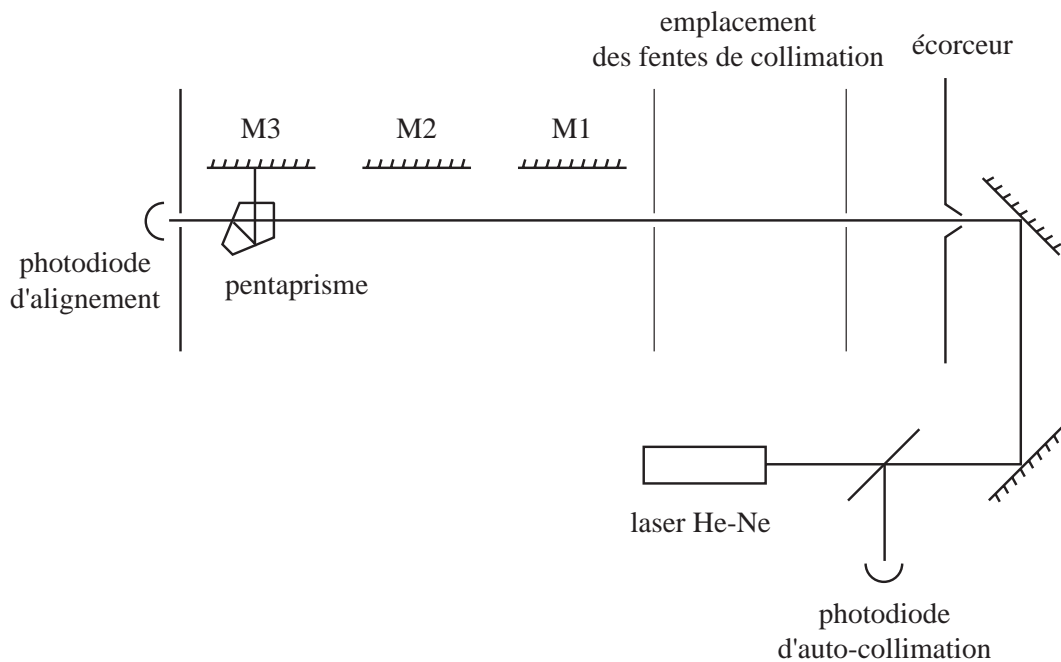 emplacement
des fentes de collimation
écorceur
M3
M2
M1
photodiode
d'alignement
pentaprisme
laser He-Ne
photodiode
d'auto-collimation